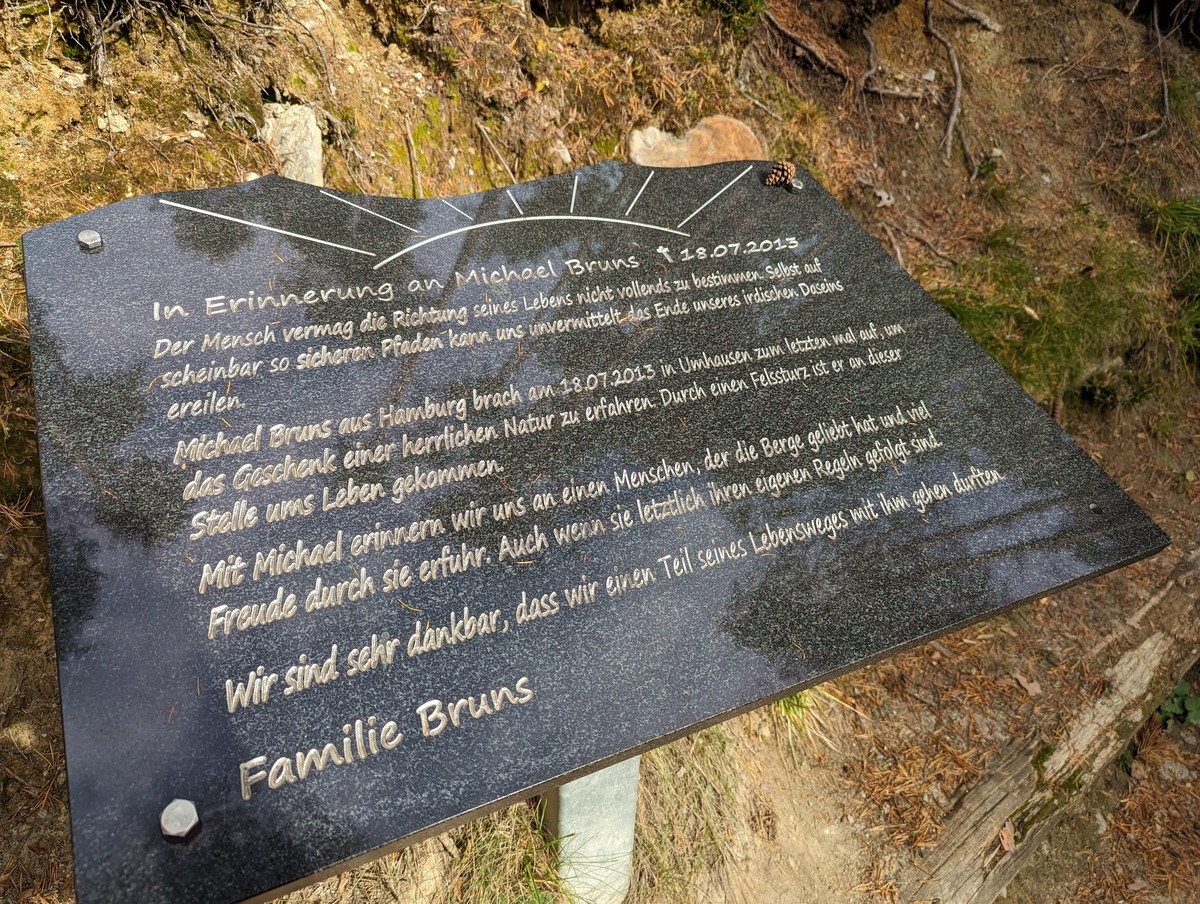 In Erinnerung an Michael Bruns ✝ 18.07.2013
Der Mensch vermag die Richtung seines Lebens nicht vollends zu bestimmen. Selbst auf
scheinbar so sicheren Pfaden kann uns unvermittelt das Ende unseres irdischen Daseins
ereilen.
Michael Bruns aus Hamburg brach am 18.07.2013 in Umhausen zum letzten mal auf, um
das Geschenk einer herrlichen Natur zu erfahren. Durch einen Felssturz ist er an dieser
Stelle ums Leben gekommen.
Mit Michael erinnern wir uns an einen Menschen, der die Berge geliebt hat und viel
Freude durch sie erfuhr. Auch wenn sie letztlich ihren eigenen Regeln gefolgt sind.
Wir sind sehr dankbar, dass wir einen Teil seines Lebensweges mit ihm gehen durften.
Familie Bruns